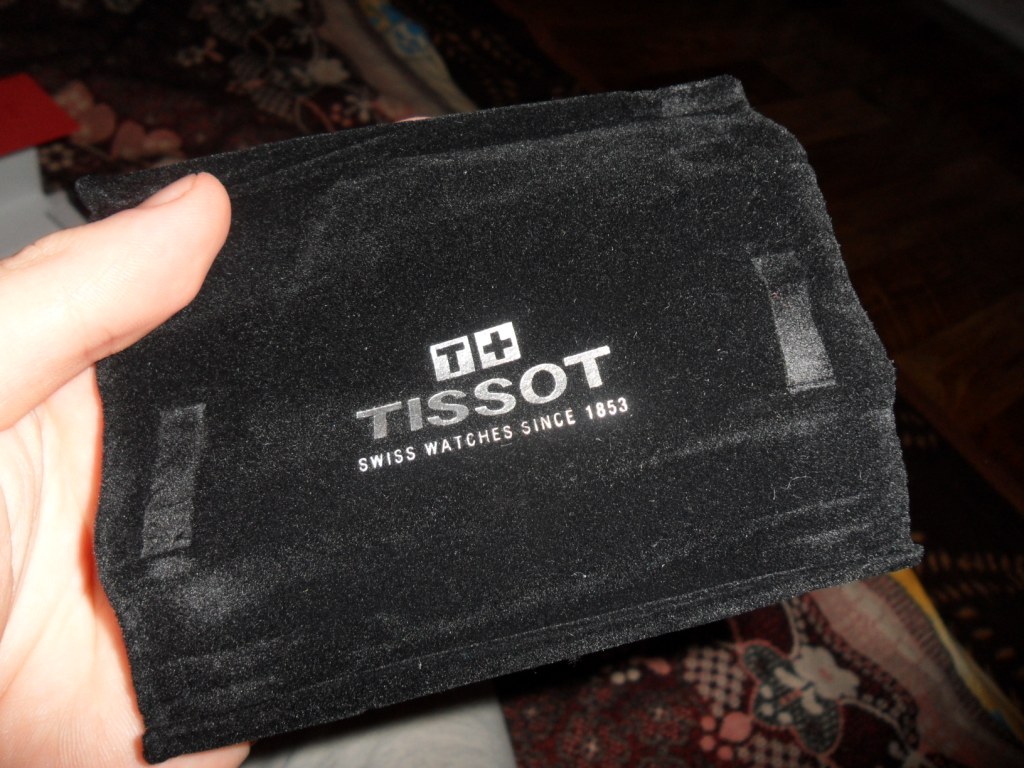 T+
TISSOT
SWISS WATCHES SINCE 1853